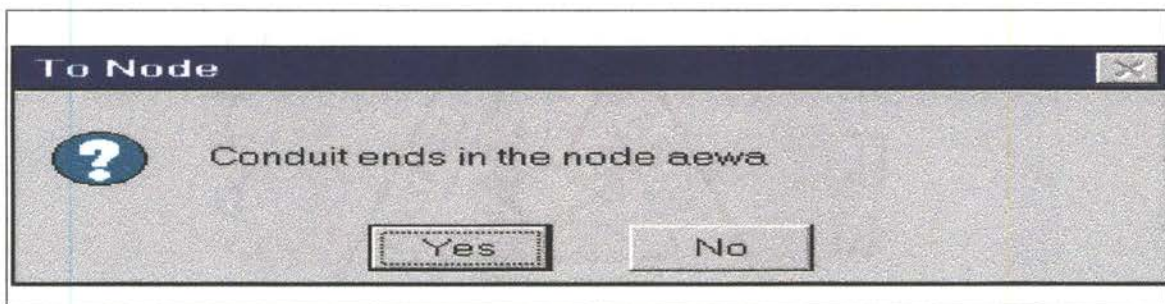 To Node
Conduit ends in the node aewa
Yes
No